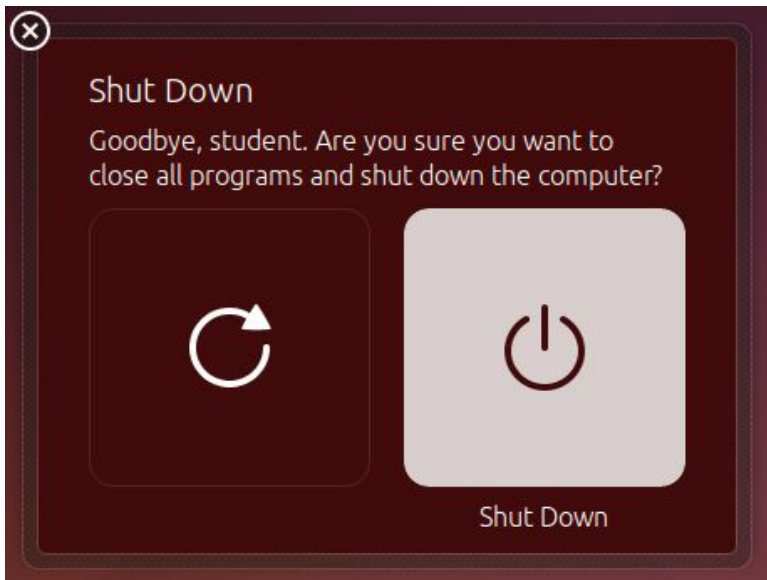 Shut Down
Goodbye, student. Are you sure you want to
close all programs and shut down the computer?
Shut Down